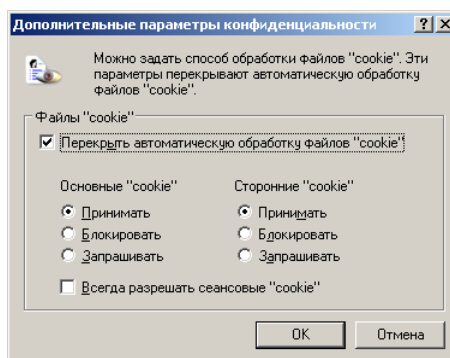 Дополнительные параметры конфиденциальности
Можно задать способ обработки файлов "cookie". Эти
параметры перекрывают автоматическую обработку
файлов "cookie".
Файлы "cookie"
Перекрыть автоматическую обработку файлов "cookie"
Основные "cookie" Сторонние "cookie"
Принимать Принимать
Блокировать Блокировать
Запрашивать Запрашивать
Всегда разрешать сеансовые "cookie"
OK Отмена